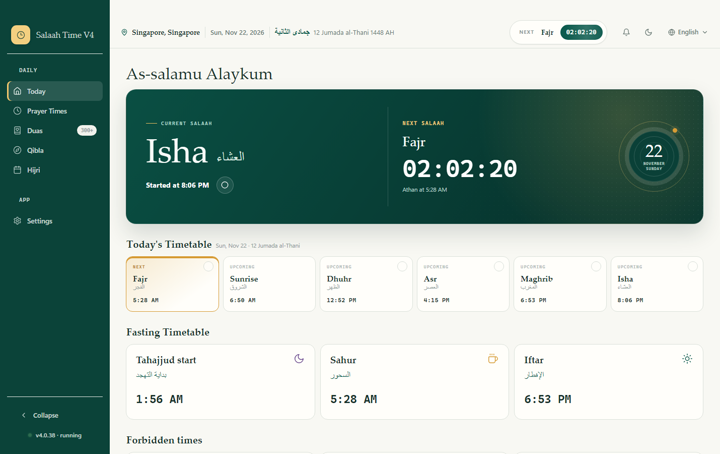 Salaah Time V4
DAILY
Today
Prayer Times
Duas
300+
Qibla
Hijri
APP
Settings
Collapse
v4.0.38 · running
Singapore, Singapore
Sun, Nov 22, 2026
جمادى الثانية 12 Jumada al-Thani 1448 AH
NEXT Fajr 02:02:20
English
As-salamu Alaykum
CURRENT SALAAH
Isha العشاء
Started at 8:06 PM
NEXT SALAAH
Fajr
02:02:20
Athan at 5:28 AM
22
NOVEMBER
SUNDAY
Today's Timetable Sun, Nov 22 · 12 Jumada al-Thani
NEXT
Fajr
الفجر
5:28 AM
UPCOMING
Sunrise
الشروق
6:50 AM
UPCOMING
Dhuhr
الظهر
12:52 PM
UPCOMING
Asr
العصر
4:15 PM
UPCOMING
Maghrib
المغرب
6:53 PM
UPCOMING
Isha
العشاء
8:06 PM
Fasting Timetable
Tahajjud start
بداية التهجد
1:56 AM
Sahur
السحور
5:28 AM
Iftar
الإفطار
6:53 PM
Forbidden times